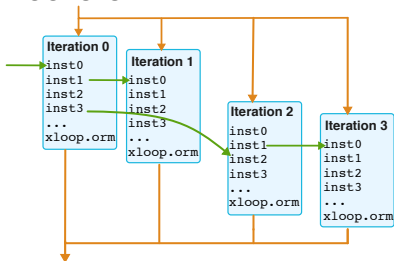 Iteration 0
inst0
inst1
inst2
inst3
...
xloop.orm
Iteration 1
inst0
inst1
inst2
inst3
...
xloop.orm
Iteration 2
inst0
inst1
inst2
inst3
...
xloop.orm
Iteration 3
inst0
inst1
inst2
inst3
...
xloop.orm